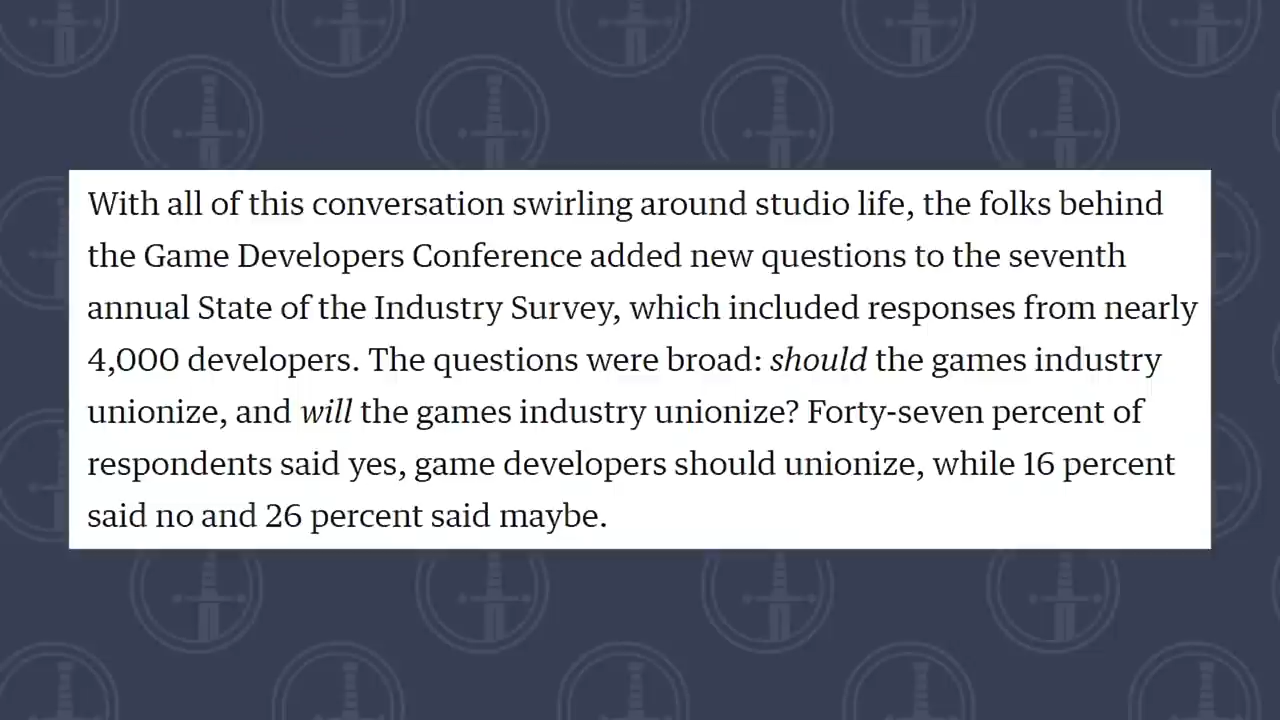 With all of this conversation swirling around studio life, the folks behind
the Game Developers Conference added new questions to the seventh
annual State of the Industry Survey, which included responses from nearly
4,000 developers. The questions were broad: should the games industry
unionize, and will the games industry unionize? Forty-seven percent of
respondents said yes, game developers should unionize, while 16 percent
said no and 26 percent said maybe.